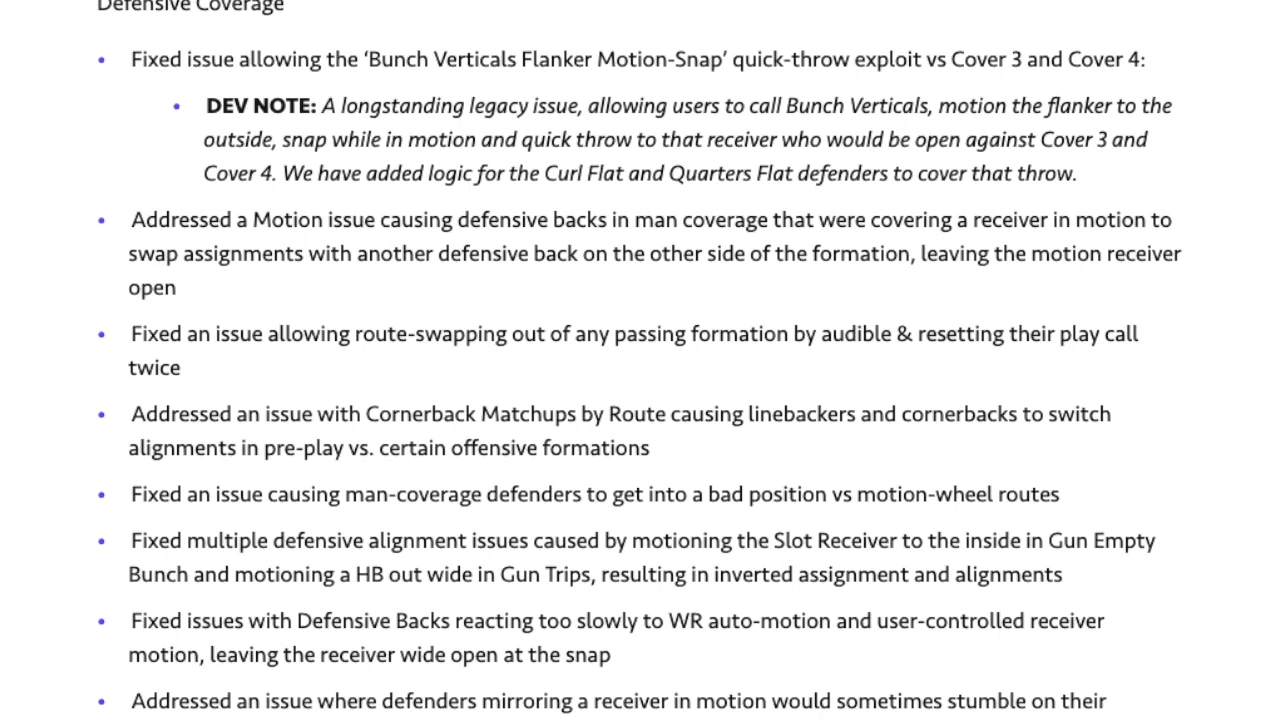 Defensive Coverage
• Fixed issue allowing the ‘Bunch Verticals Flanker Motion-Snap’ quick-throw exploit vs Cover 3 and Cover 4:
• DEV NOTE: A longstanding legacy issue, allowing users to call Bunch Verticals, motion the flanker to the
outside, snap while in motion and quick throw to that receiver who would be open against Cover 3 and
Cover 4. We have added logic for the Curl Flat and Quarters Flat defenders to cover that throw.
• Addressed a Motion issue causing defensive backs in man coverage that were covering a receiver in motion to
swap assignments with another defensive back on the other side of the formation, leaving the motion receiver
open
• Fixed an issue allowing route-swapping out of any passing formation by audible & resetting their play call
twice
• Addressed an issue with Cornerback Matchups by Route causing linebackers and cornerbacks to switch
alignments in pre-play vs. certain offensive formations
• Fixed an issue causing man-coverage defenders to get into a bad position vs motion-wheel routes
• Fixed multiple defensive alignment issues caused by motioning the Slot Receiver to the inside in Gun Empty
Bunch and motioning a HB out wide in Gun Trips, resulting in inverted assignment and alignments
• Fixed issues with Defensive Backs reacting too slowly to WR auto-motion and user-controlled receiver
motion, leaving the receiver wide open at the snap
• Addressed an issue where defenders mirroring a receiver in motion would sometimes stumble on their